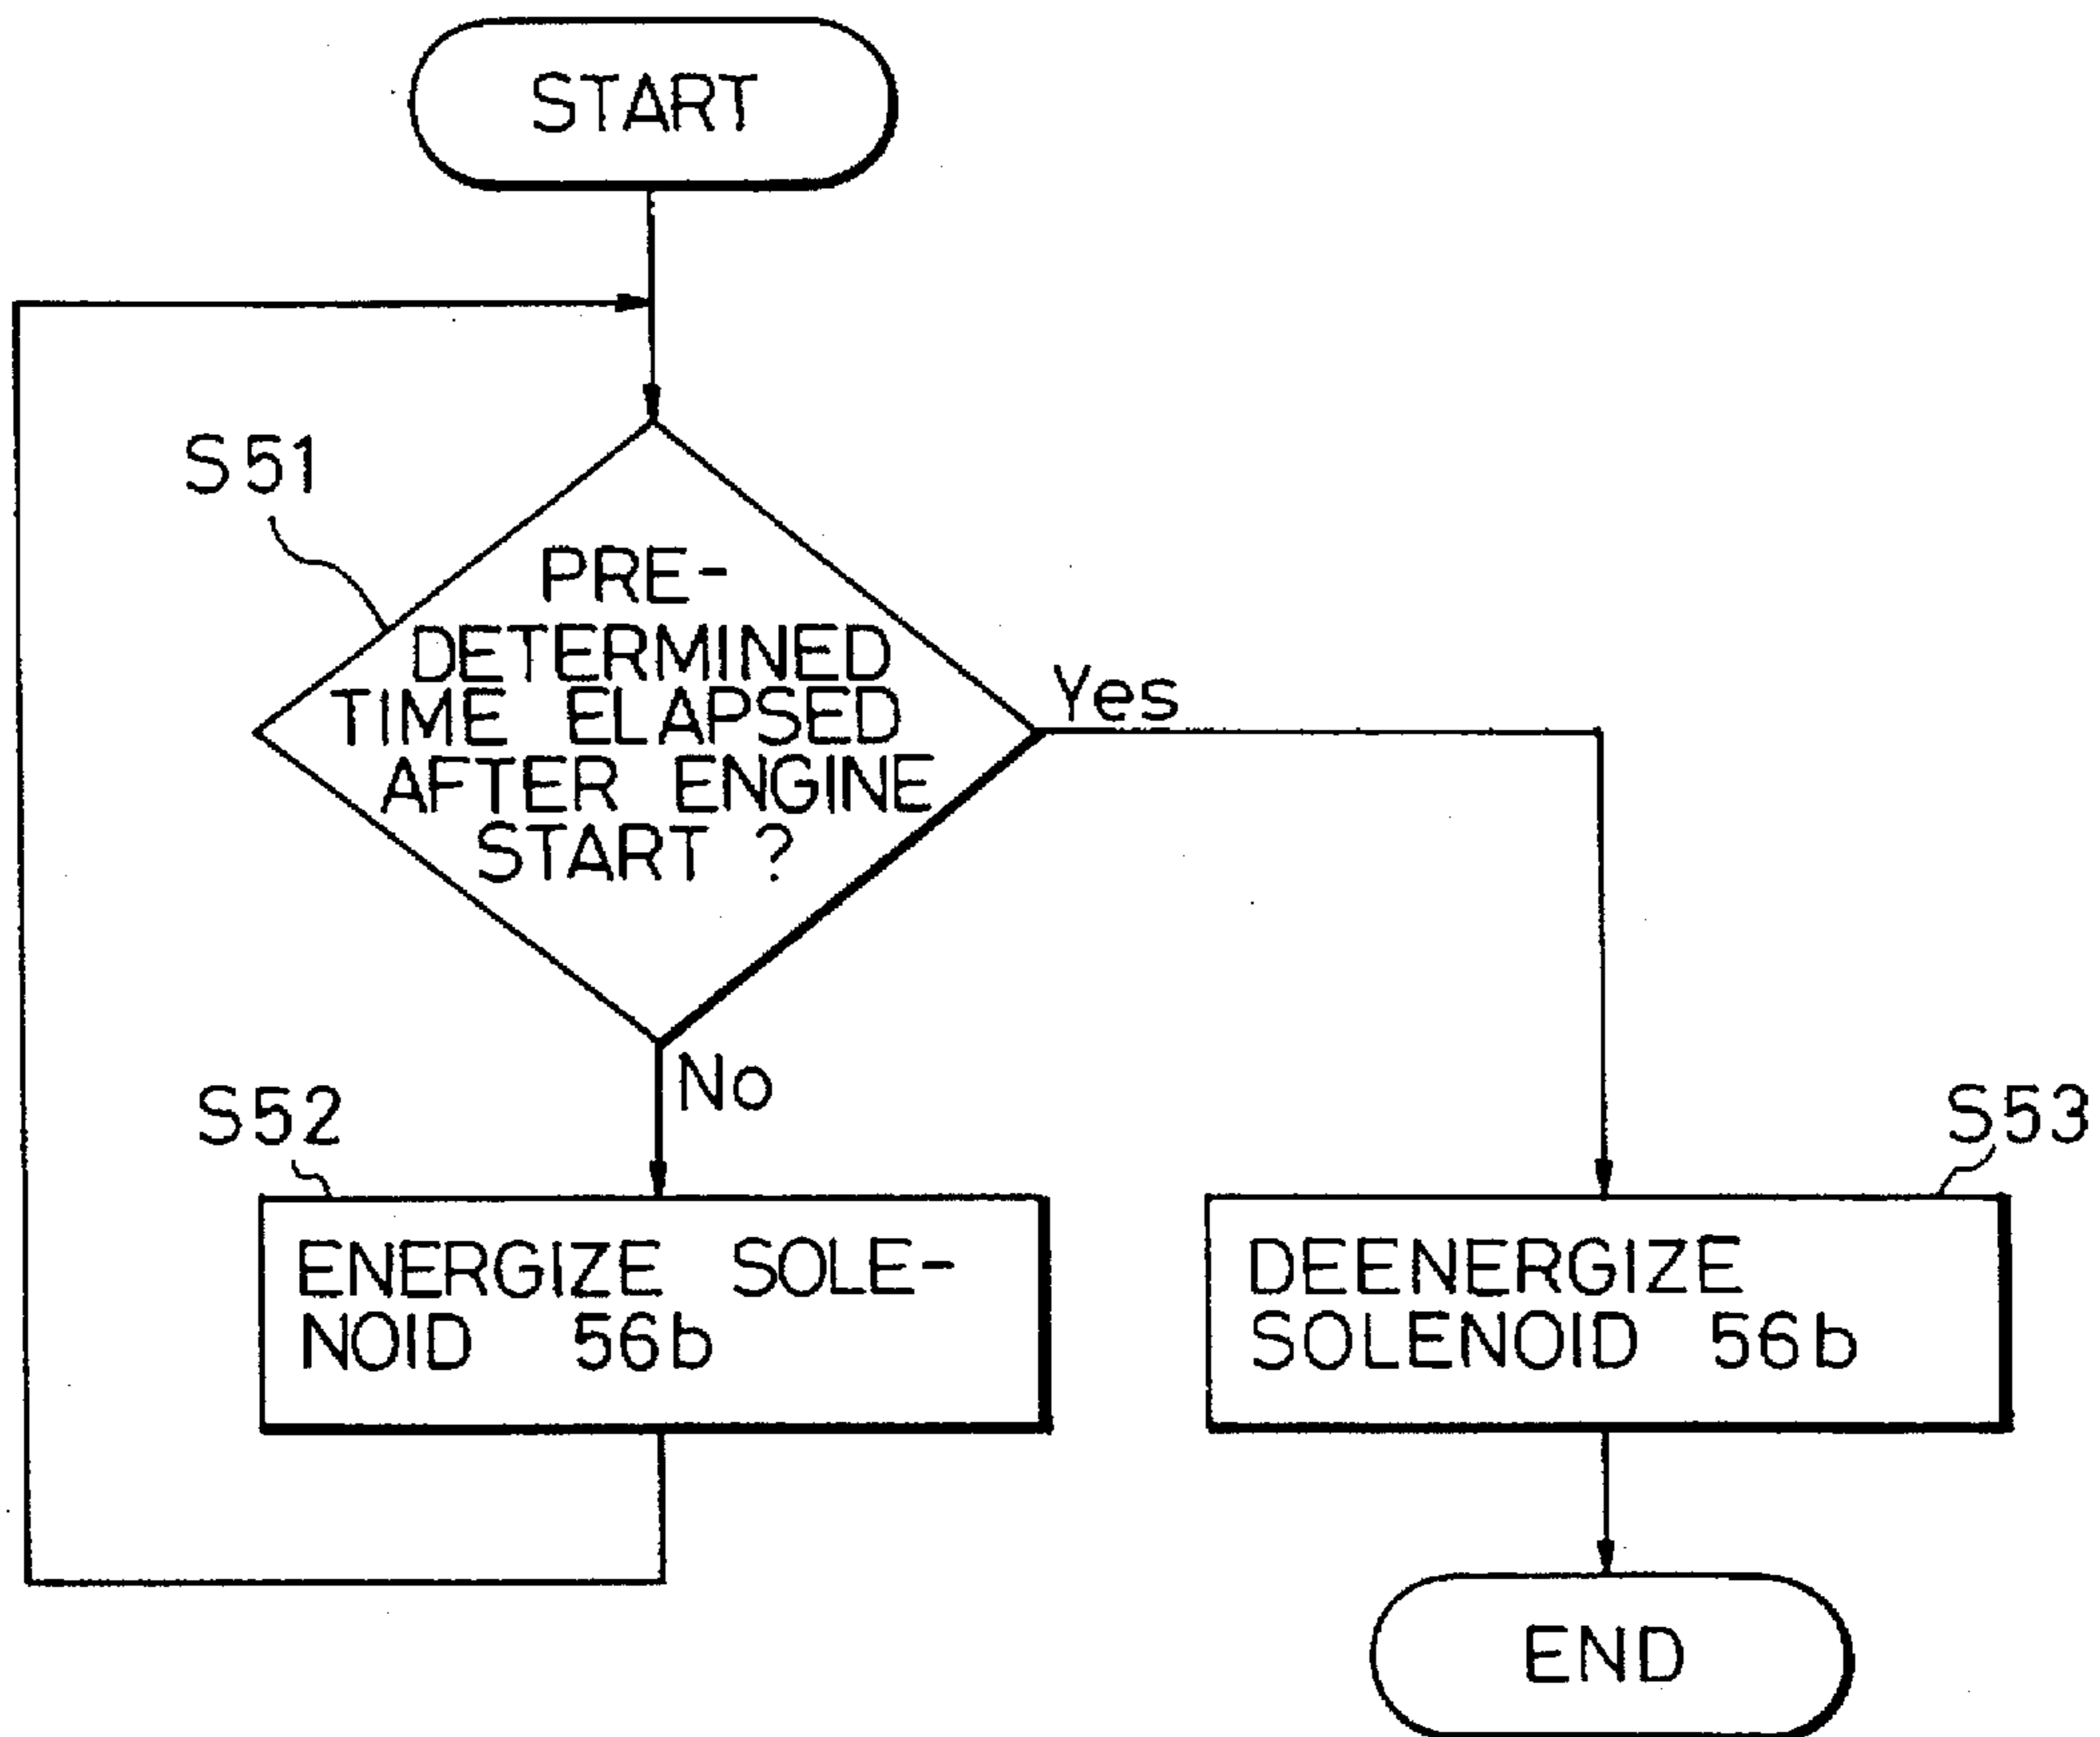 START
S51
PRE-
DETERMINED
TIME ELAPSED
AFTER ENGINE
START ?
Yes
No
S52
ENERGIZE SOLE-
NOID 56b
S53
DEENERGIZE
SOLENOID 56b
END